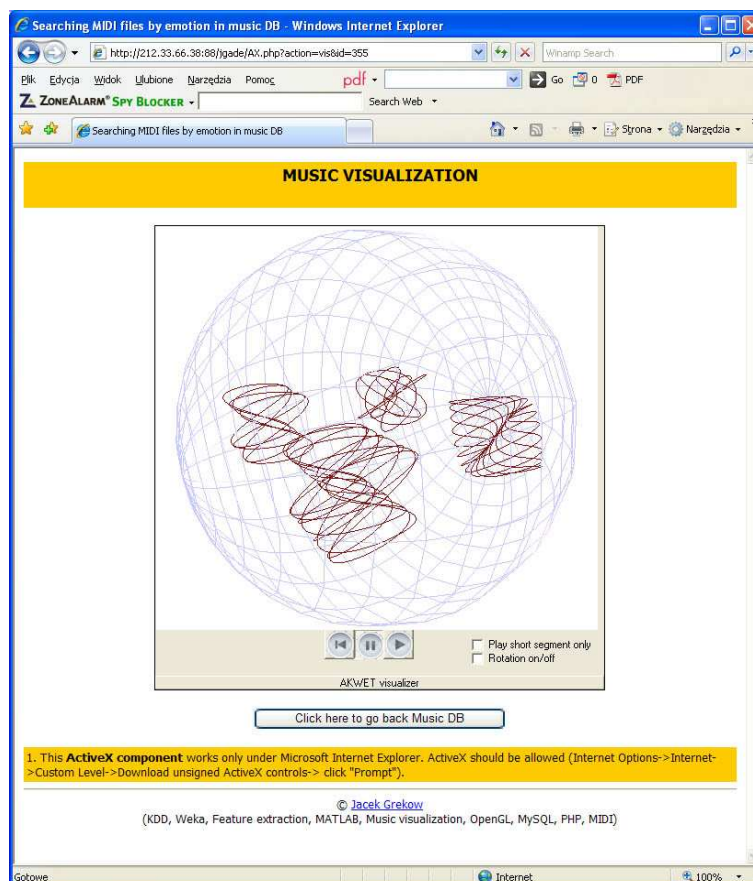 Searching MIDI files by emotion in music DB - Windows Internet Explorer
http://212.33.66.38:88/jgade/AX.php?action=vis&id=355
Winamp Search
Plik Edycja Widok Ulubione Narzędzia Pomoc pdf Go 0 PDF
ZONEALARM® SPY BLOCKER Search Web
Searching MIDI files by emotion in music DB Strona Narzędzia
MUSIC VISUALIZATION
Play short segment only
Rotation on/off
AKWET visualizer
Click here to go back Music DB
1. This ActiveX component works only under Microsoft Internet Explorer. ActiveX should be allowed (Internet Options->Internet-
>Custom Level->Download unsigned ActiveX controls-> click "Prompt").
© Jacek Grekow
(KDD, Weka, Feature extraction, MATLAB, Music visualization, OpenGL, MySQL, PHP, MIDI)
Gotowe Internet 100%